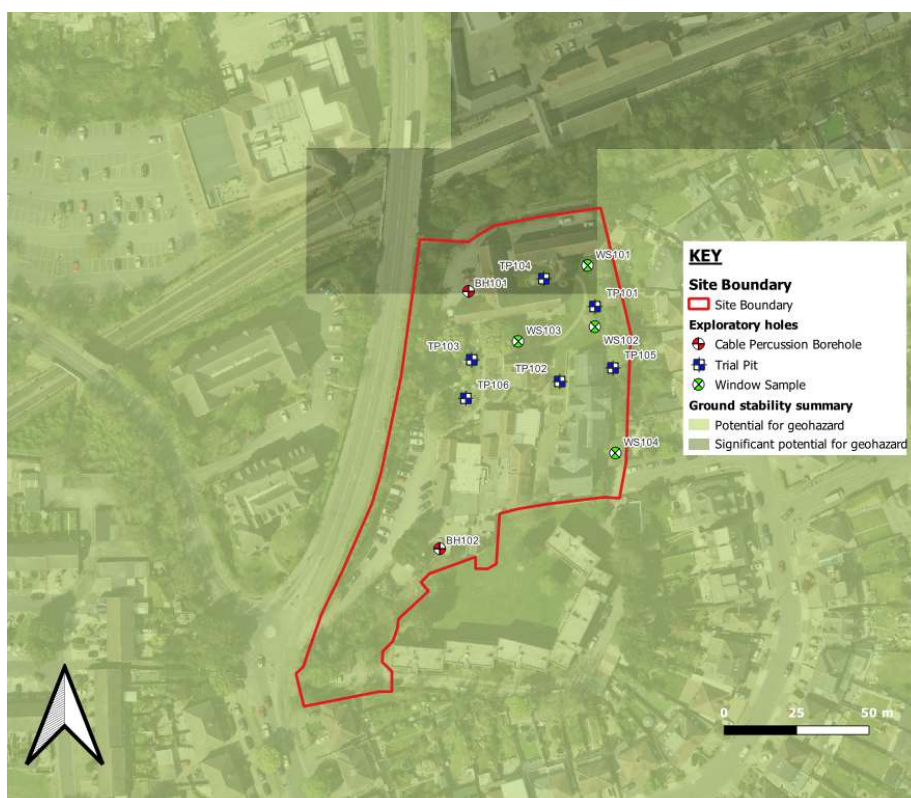 WS101
TP104
BH101
TP101
WS103
WS102
TP103
TP105
TP102
TP106
WS104
BH102
KEY
Site Boundary
Site Boundary
Exploratory holes
Cable Percussion Borehole
Trial Pit
Window Sample
Ground stability summary
Potential for geohazard
Significant potential for geohazard
0 25 50 m